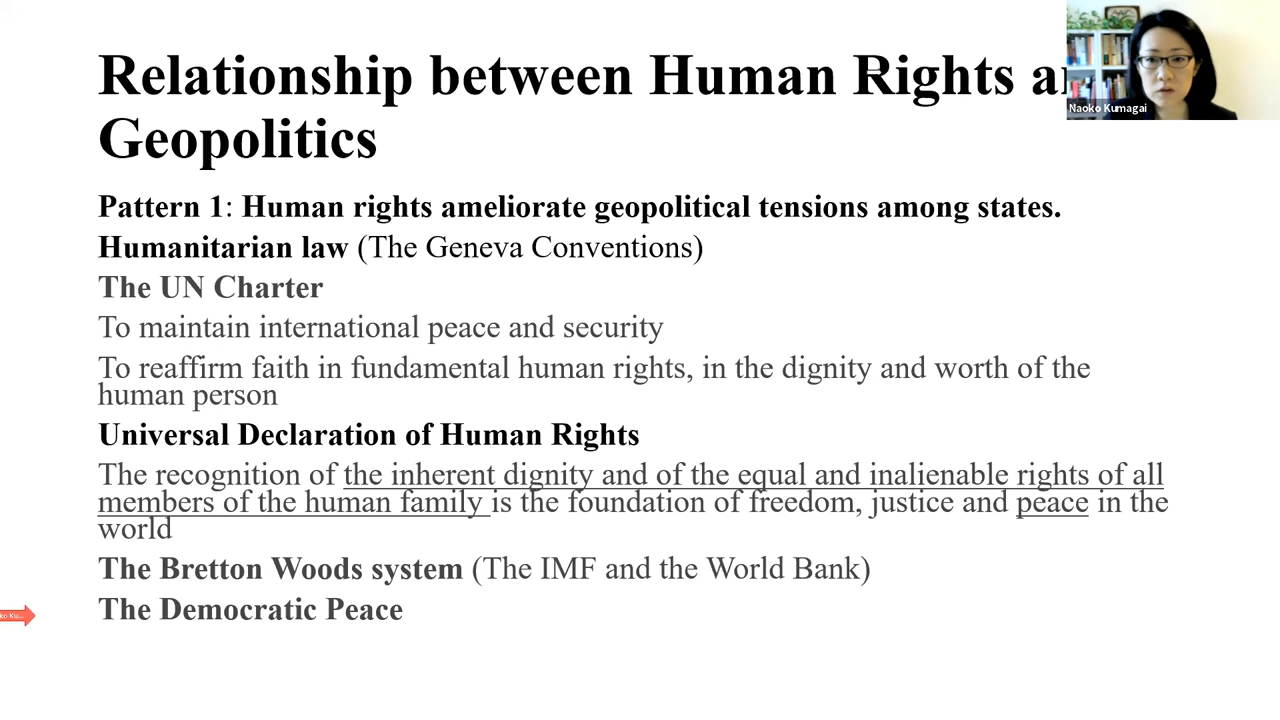 Relationship between Human Rights a
Geopolitics
Naoko Kumagai
Pattern 1: Human rights ameliorate geopolitical tensions among states.
Humanitarian law (The Geneva Conventions)
The UN Charter
To maintain international peace and security
To reaffirm faith in fundamental human rights, in the dignity and worth of the
human person
Universal Declaration of Human Rights
The recognition of the inherent dignity and of the equal and inalienable rights of all
members of the human family is the foundation of freedom, justice and peace in the
world
The Bretton Woods system (The IMF and the World Bank)
The Democratic Peace